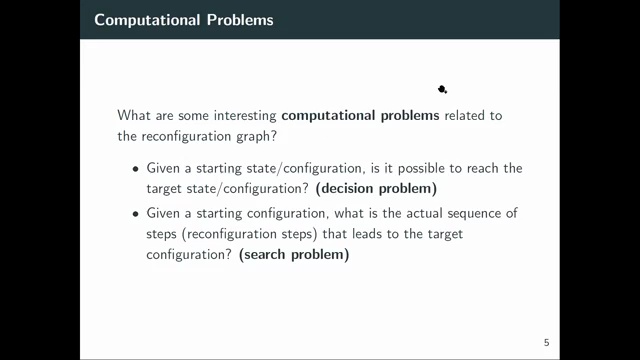 Computational Problems
What are some interesting computational problems related to
the reconfiguration graph?
• Given a starting state/configuration, is it possible to reach the
target state/configuration? (decision problem)
• Given a starting configuration, what is the actual sequence of
steps (reconfiguration steps) that leads to the target
configuration? (search problem)
5